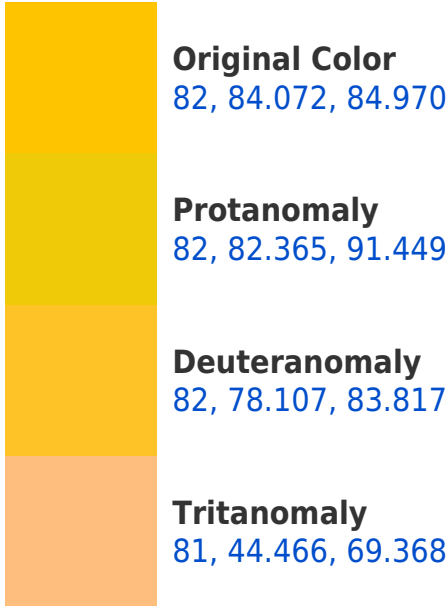 Original Color
82, 84.072, 84.970
Protanomaly
82, 82.365, 91.449
Deuteranomaly
82, 78.107, 83.817
Tritanomaly
81, 44.466, 69.368